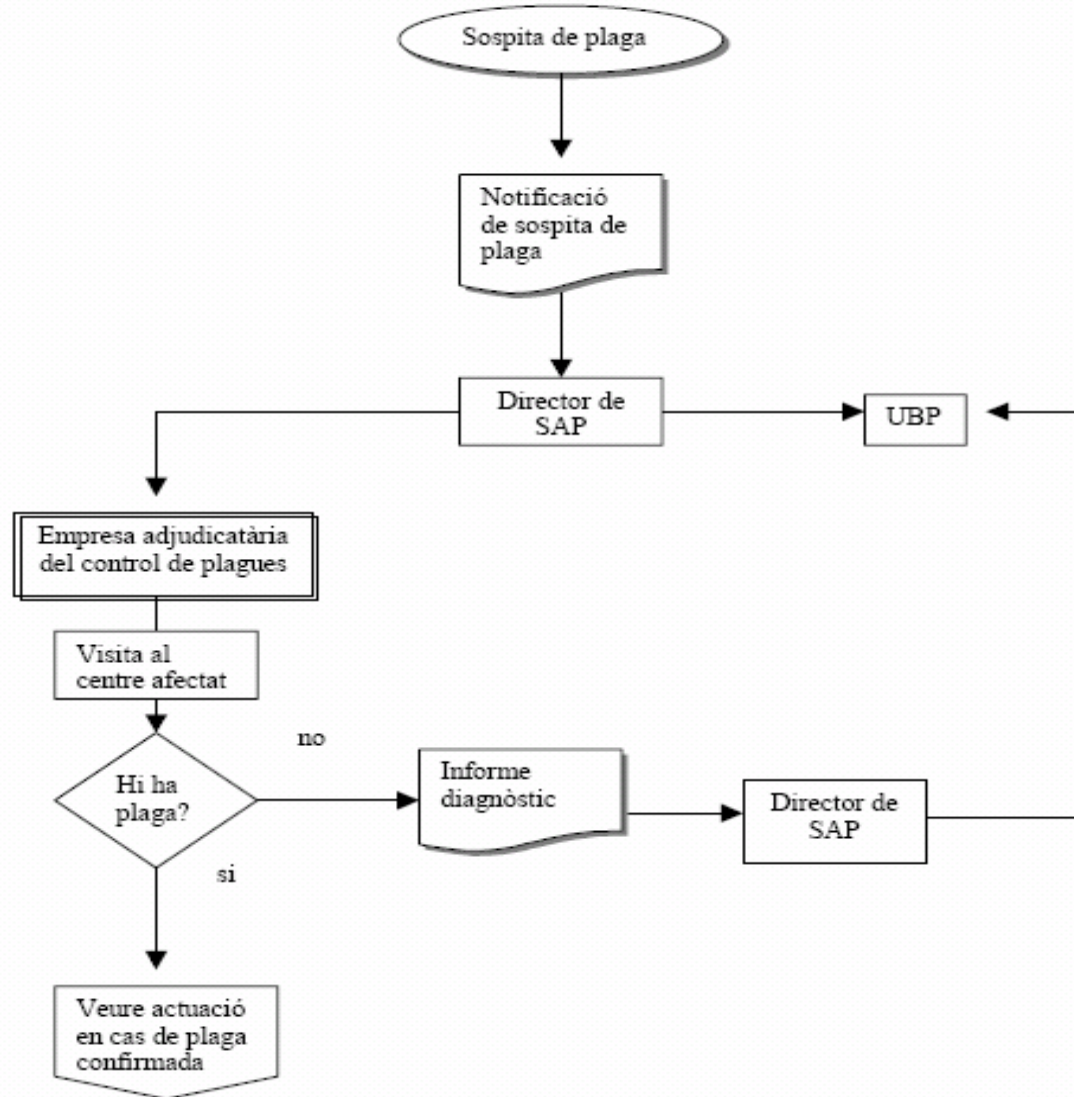 Sospita de plaga
Notificació
de sospita de
plaga
Director de
SAP
UBP
Empresa adjudicatària
del control de plagues
Visita al
centre afectat
no
Hi ha
plaga?
Informe
diagnòstic
Director de
SAP
si
Veure actuació
en cas de plaga
confirmada